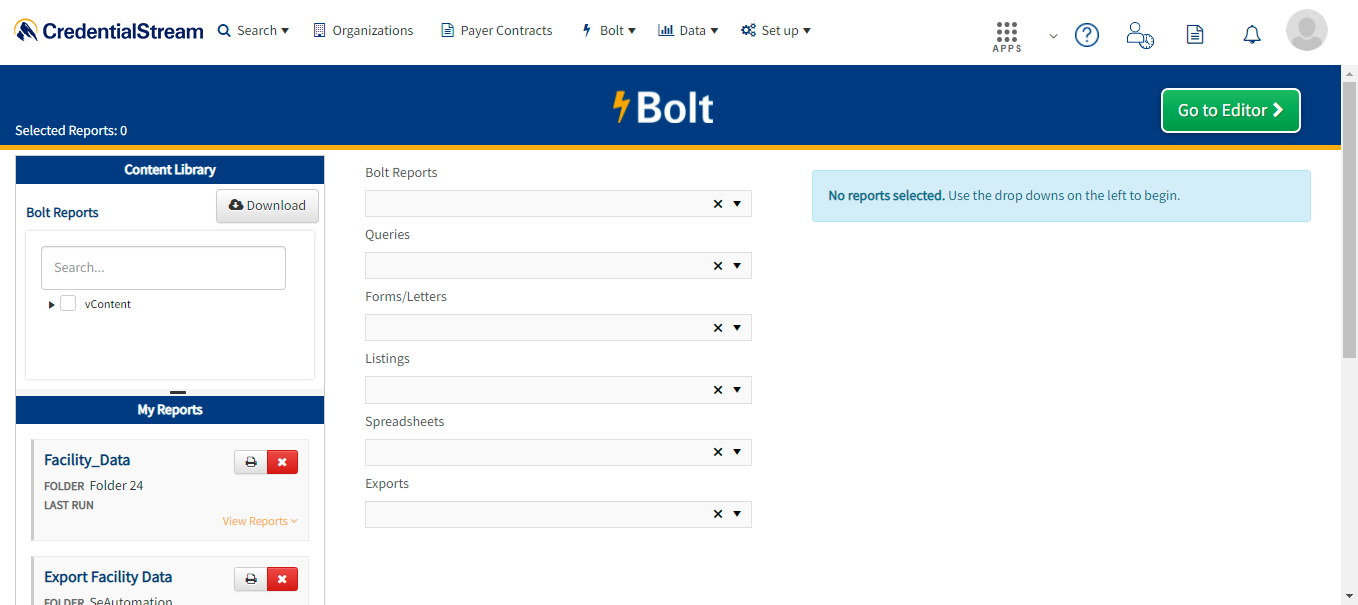 CredentialStream
Search
Organizations
Payer Contracts
Bolt
Data
Set up
APPS
Selected Reports: 0
Bolt
Go to Editor
Content Library
Bolt Reports
Download
Search...
vContent
My Reports
Facility_Data
FOLDER Folder 24
LAST RUN
View Reports
Export Facility Data
FOLDER SeAutomation
Bolt Reports
Queries
Forms/Letters
Listings
Spreadsheets
Exports
No reports selected. Use the drop downs on the left to begin.